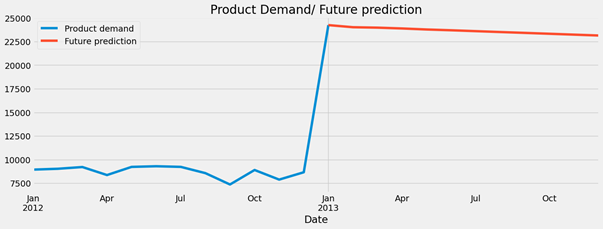 Product Demand/ Future prediction
25000
22500
20000
17500
15000
12500
10000
7500
Product demand
Future prediction
Jan Apr Jul Oct Jan Apr Jul Oct
2012 2013
Date